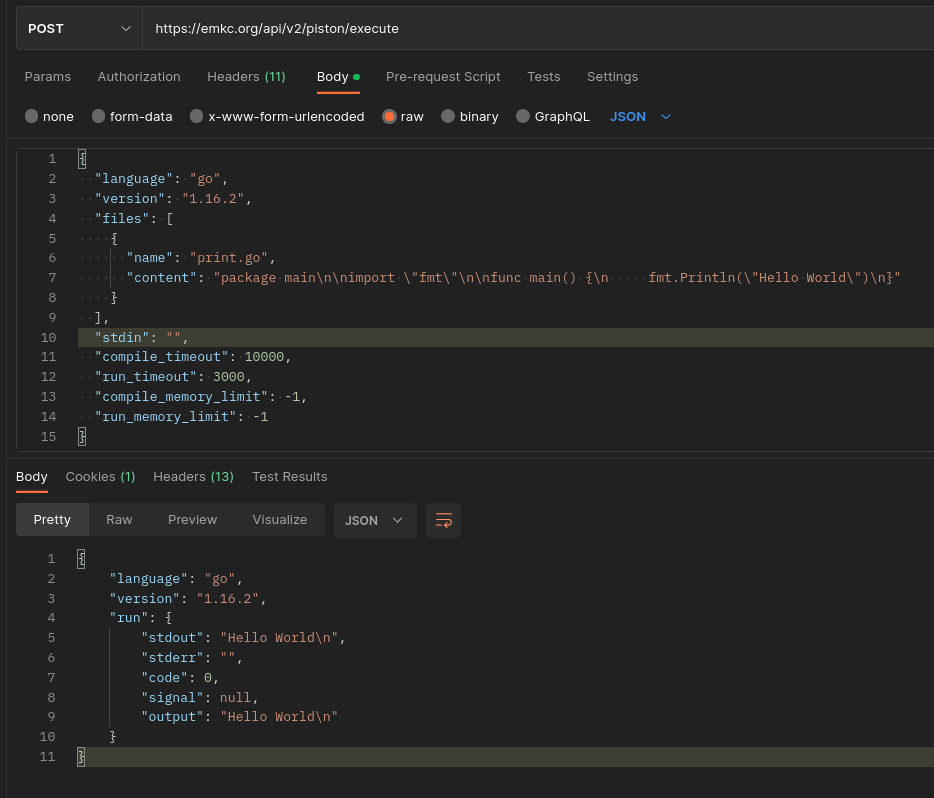 POST https://emkc.org/api/v2/piston/execute
Params Authorization Headers (11) Body Pre-request Script Tests Settings
none form-data x-www-form-urlencoded raw binary GraphQL JSON
1 {
2 "language": "go",
3 "version": "1.16.2",
4 "files": [
5 {
6 "name": "print.go",
7 "content": "package main\n\nimport \"fmt\"\n\nfunc main() {\n     fmt.Println(\"Hello World\")\n}"
8 }
9 ],
10 "stdin": "",
11 "compile_timeout": 10000,
12 "run_timeout": 3000,
13 "compile_memory_limit": -1,
14 "run_memory_limit": -1
15 }
Body Cookies (1) Headers (13) Test Results
Pretty Raw Preview Visualize JSON
1 {
2 "language": "go",
3 "version": "1.16.2",
4 "run": {
5 "stdout": "Hello World\n",
6 "stderr": "",
7 "code": 0,
8 "signal": null,
9 "output": "Hello World\n"
10 }
11 }